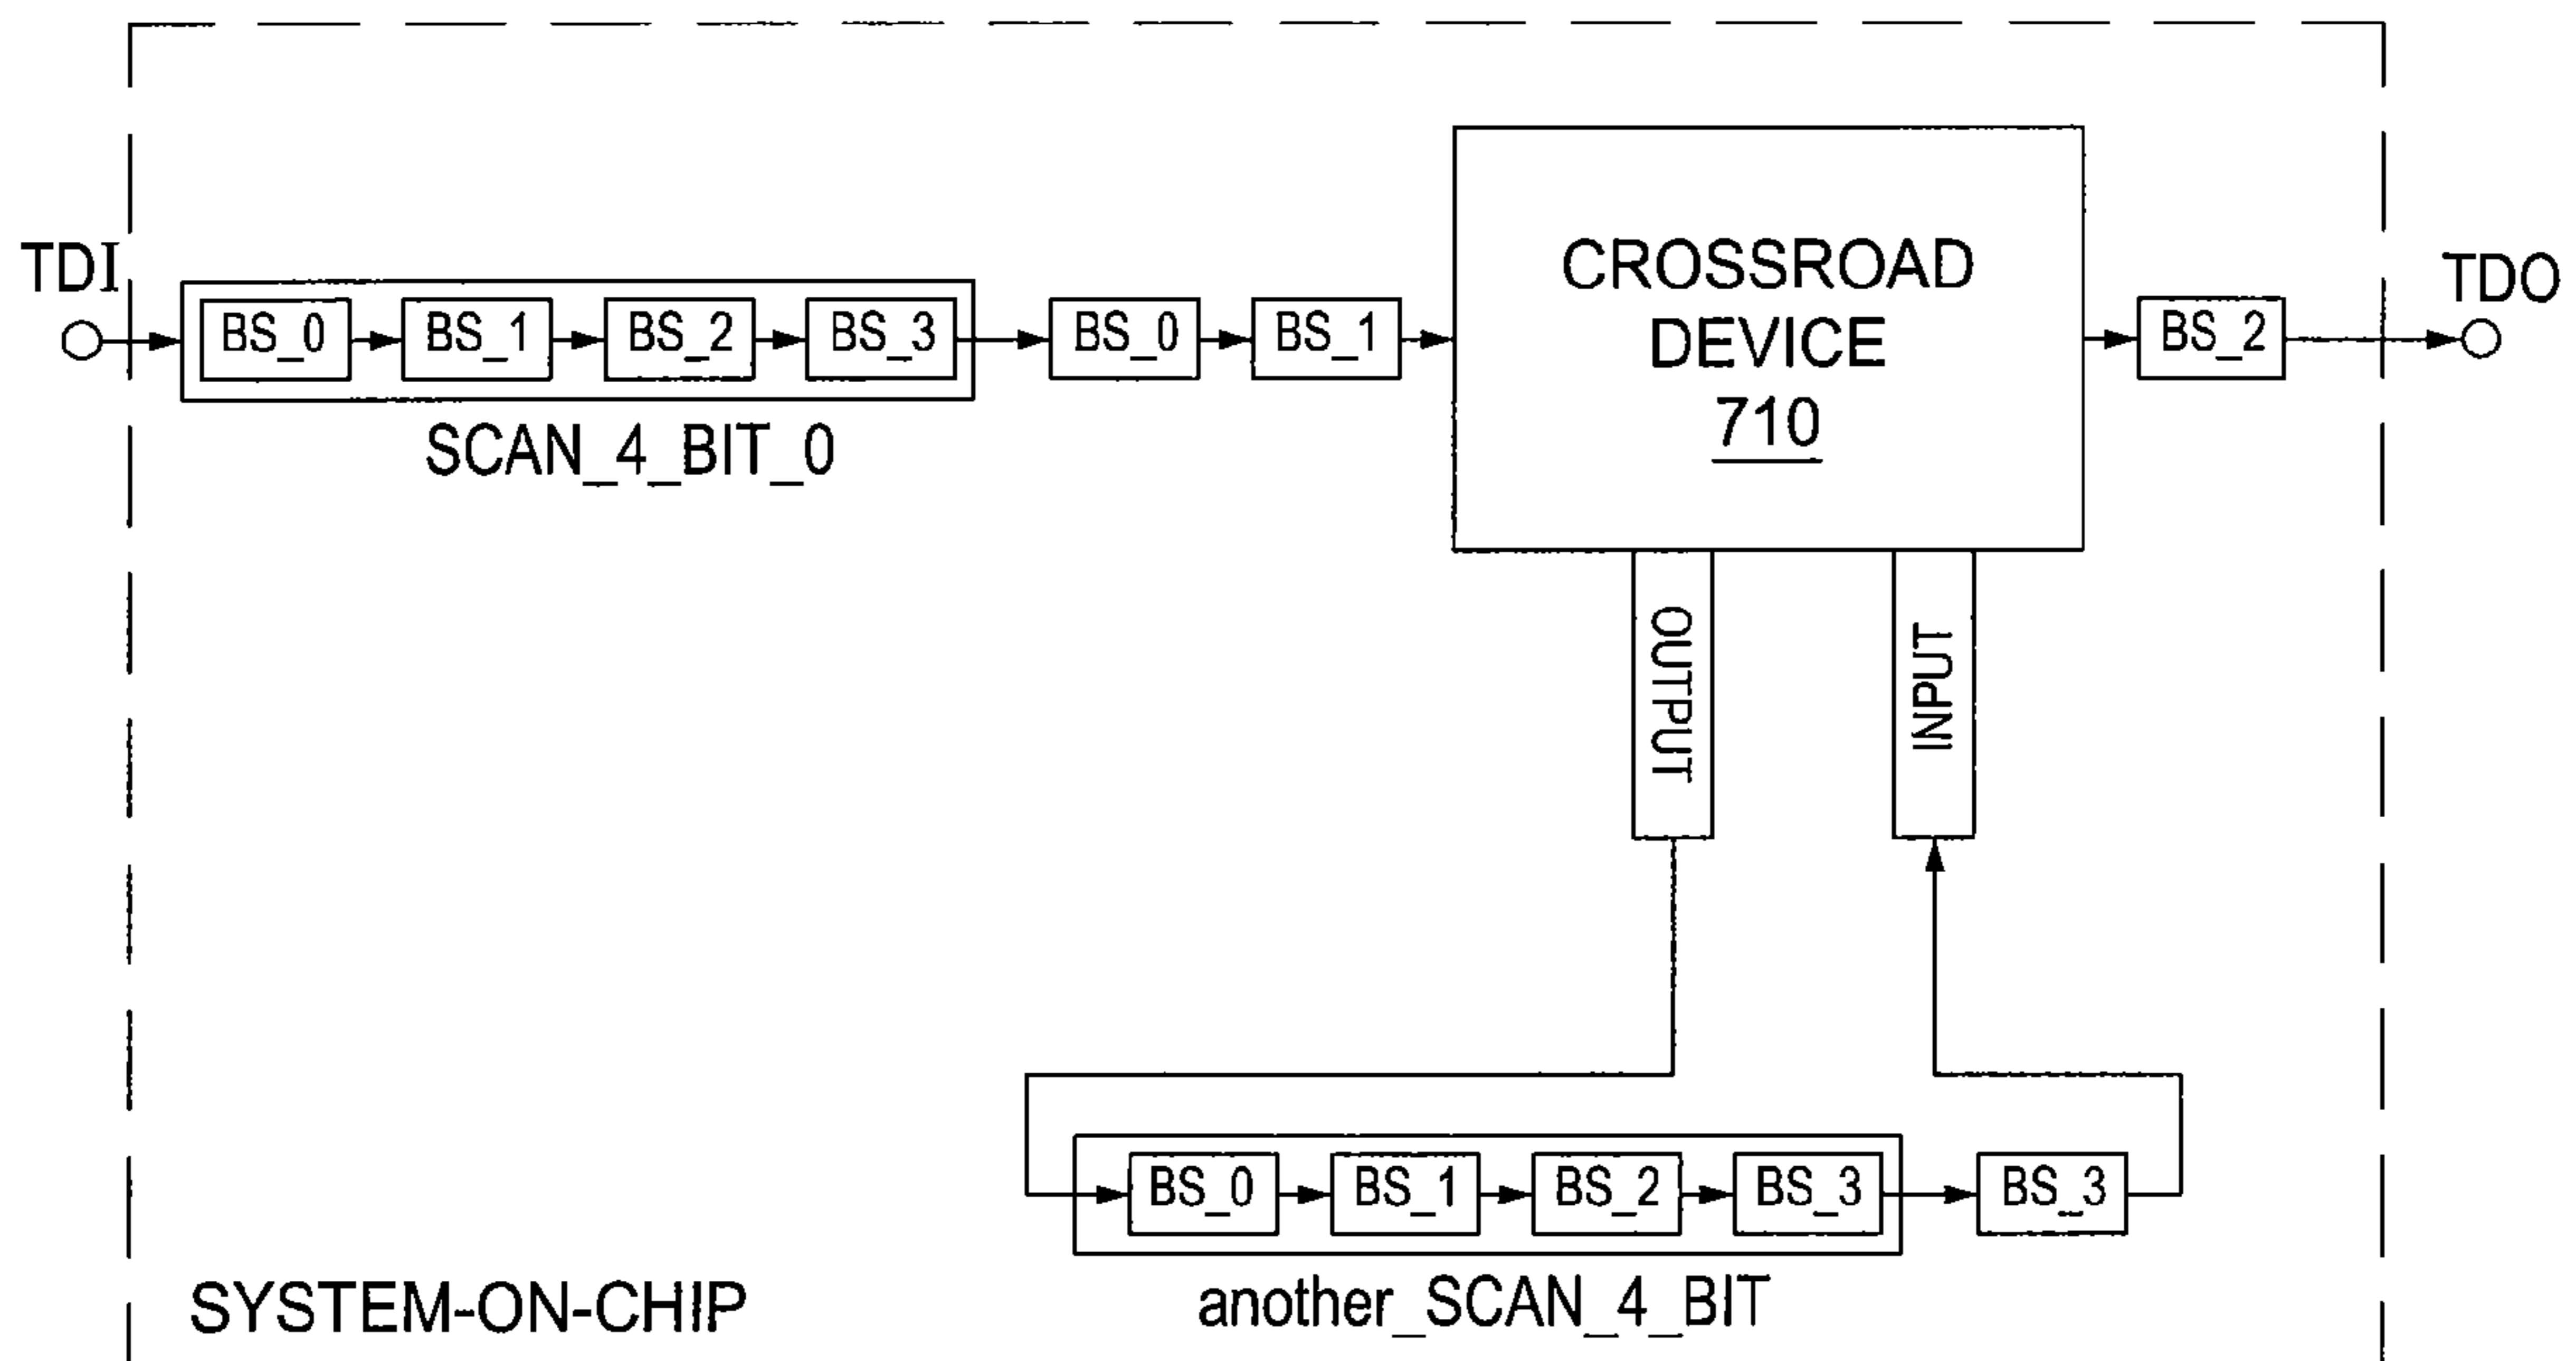 TDI
BS_0 BS_1 BS_2 BS_3 BS_0 BS_1
SCAN_4_BIT_0
CROSSROAD
DEVICE
710
BS_2
TDO
OUTPUT
INPUT
BS_0 BS_1 BS_2 BS_3 BS_3
another_SCAN_4_BIT
SYSTEM-ON-CHIP